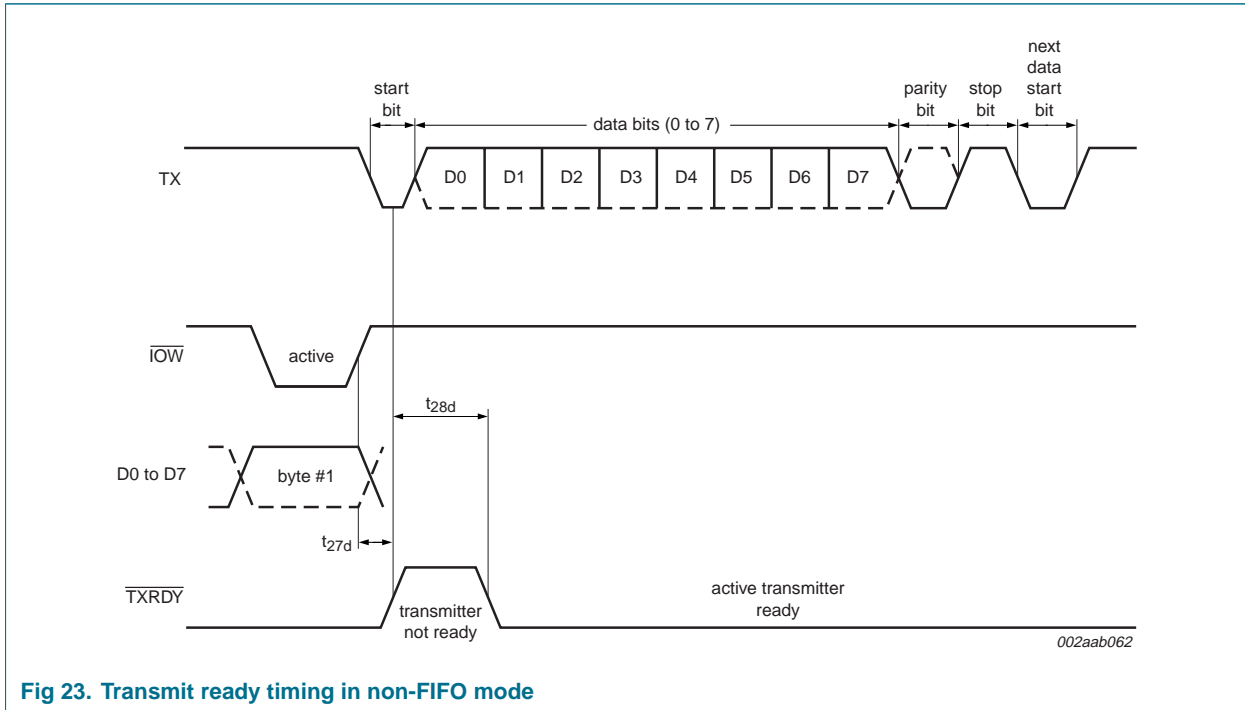 next
data
start
bit
start
bit
parity
bit
stop
bit
data bits (0 to 7)
TX
D0
D1
D2
D3
D4
D5
D6
D7
IOW
active
t28d
D0 to D7
byte #1
t27d
TXRDY
transmitter
not ready
active transmitter
ready
002aab062
Fig 23. Transmit ready timing in non-FIFO mode